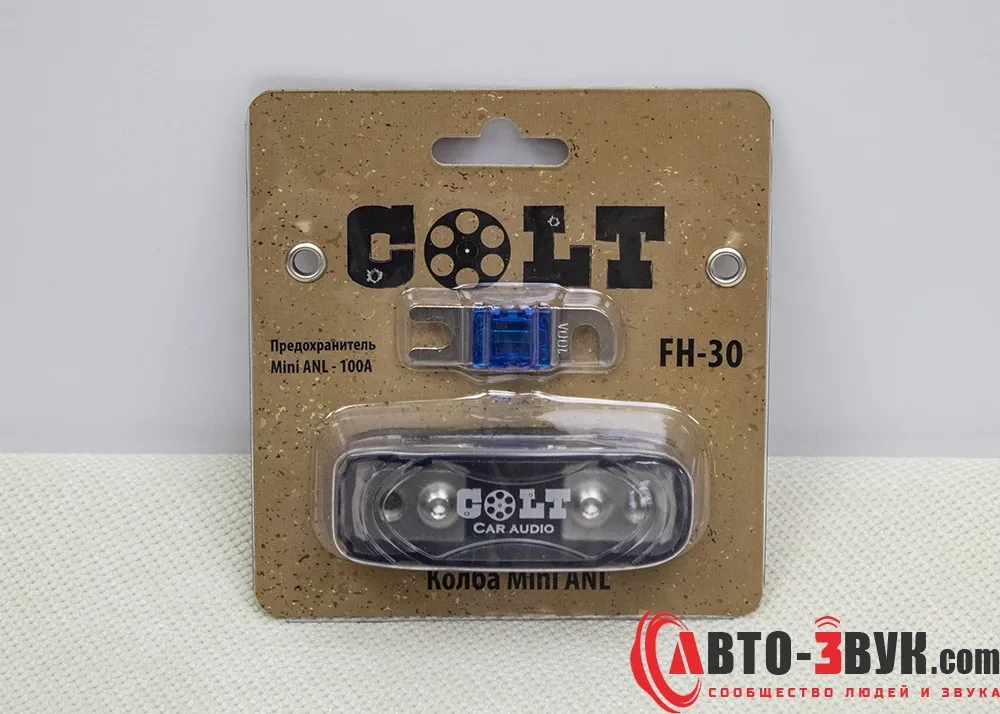 COLT
Предохранитель
Mini ANL - 100A
100A
FH-30
COLT
CAR AUDIO
Колба Mini ANL
АВТО-ЗВУК.com
СООБЩЕСТВО ЛЮДЕЙ И ЗВУКА